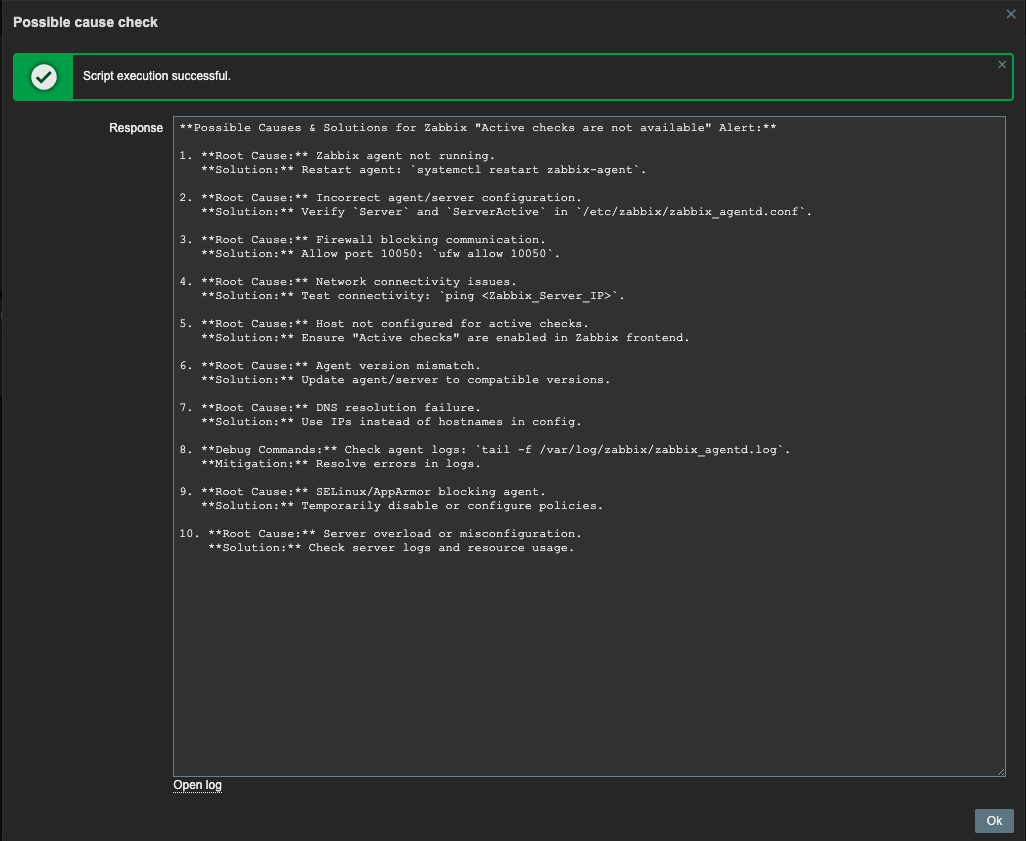 Possible cause check
Script execution successful.
Response
**Possible Causes & Solutions for Zabbix "Active checks are not available" Alert:**
1. **Root Cause:** Zabbix agent not running.
**Solution:** Restart agent: `systemctl restart zabbix-agent`.
2. **Root Cause:** Incorrect agent/server configuration.
**Solution:** Verify `Server` and `ServerActive` in `/etc/zabbix/zabbix_agentd.conf`.
3. **Root Cause:** Firewall blocking communication.
**Solution:** Allow port 10050: `ufw allow 10050`.
4. **Root Cause:** Network connectivity issues.
**Solution:** Test connectivity: `ping <Zabbix_Server_IP>`.
5. **Root Cause:** Host not configured for active checks.
**Solution:** Ensure "Active checks" are enabled in Zabbix frontend.
6. **Root Cause:** Agent version mismatch.
**Solution:** Update agent/server to compatible versions.
7. **Root Cause:** DNS resolution failure.
**Solution:** Use IPs instead of hostnames in config.
8. **Debug Commands:** Check agent logs: `tail -f /var/log/zabbix/zabbix_agentd.log`.
**Mitigation:** Resolve errors in logs.
9. **Root Cause:** SELinux/AppArmor blocking agent.
**Solution:** Temporarily disable or configure policies.
10. **Root Cause:** Server overload or misconfiguration.
**Solution:** Check server logs and resource usage.
Open log
Ok